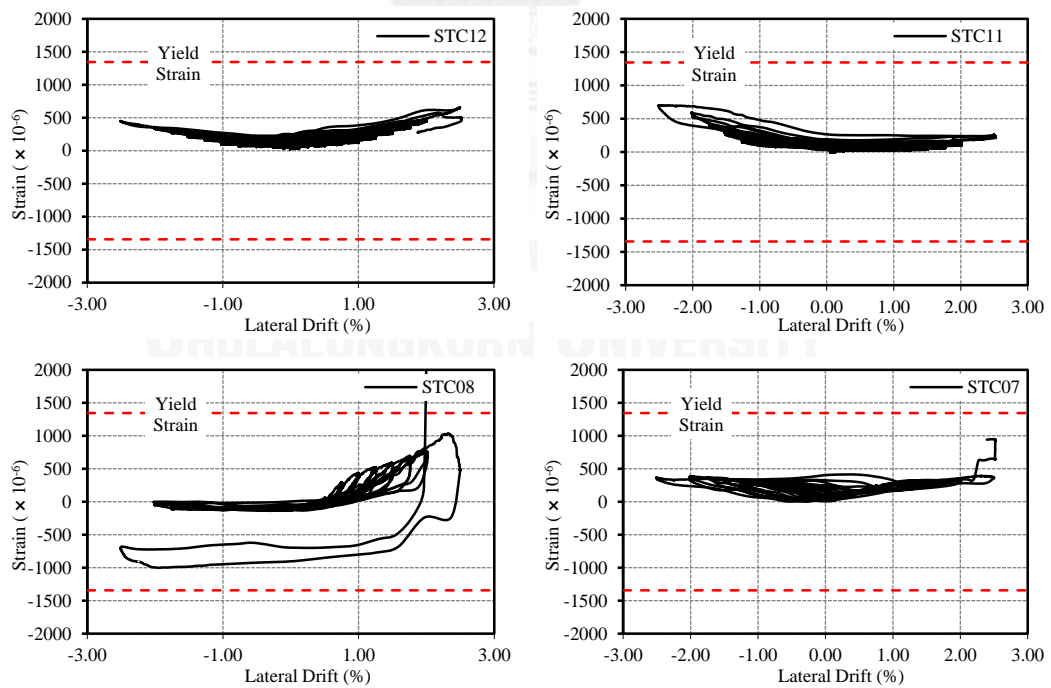 2000
STC12
1500
Yield
Strain
1000
500
0
-500
-1000
-1500
-2000
-3.00 -1.00 1.00 3.00
Strain ( × 10⁻⁶)
Lateral Drift (%)
2000
STC11
1500
Yield
Strain
1000
500
0
-500
-1000
-1500
-2000
-3.00 -2.00 -1.00 0.00 1.00 2.00 3.00
Strain ( × 10⁻⁶)
Lateral Drift (%)
CHULALONGKORN UNIVERSITY
2000
STC08
1500
Yield
Strain
1000
500
0
-500
-1000
-1500
-2000
-3.00 -1.00 1.00 3.00
Strain ( × 10⁻⁶)
Lateral Drift (%)
2000
STC07
1500
Yield
Strain
1000
500
0
-500
-1000
-1500
-2000
-3.00 -2.00 -1.00 0.00 1.00 2.00 3.00
Strain ( × 10⁻⁶)
Lateral Drift (%)